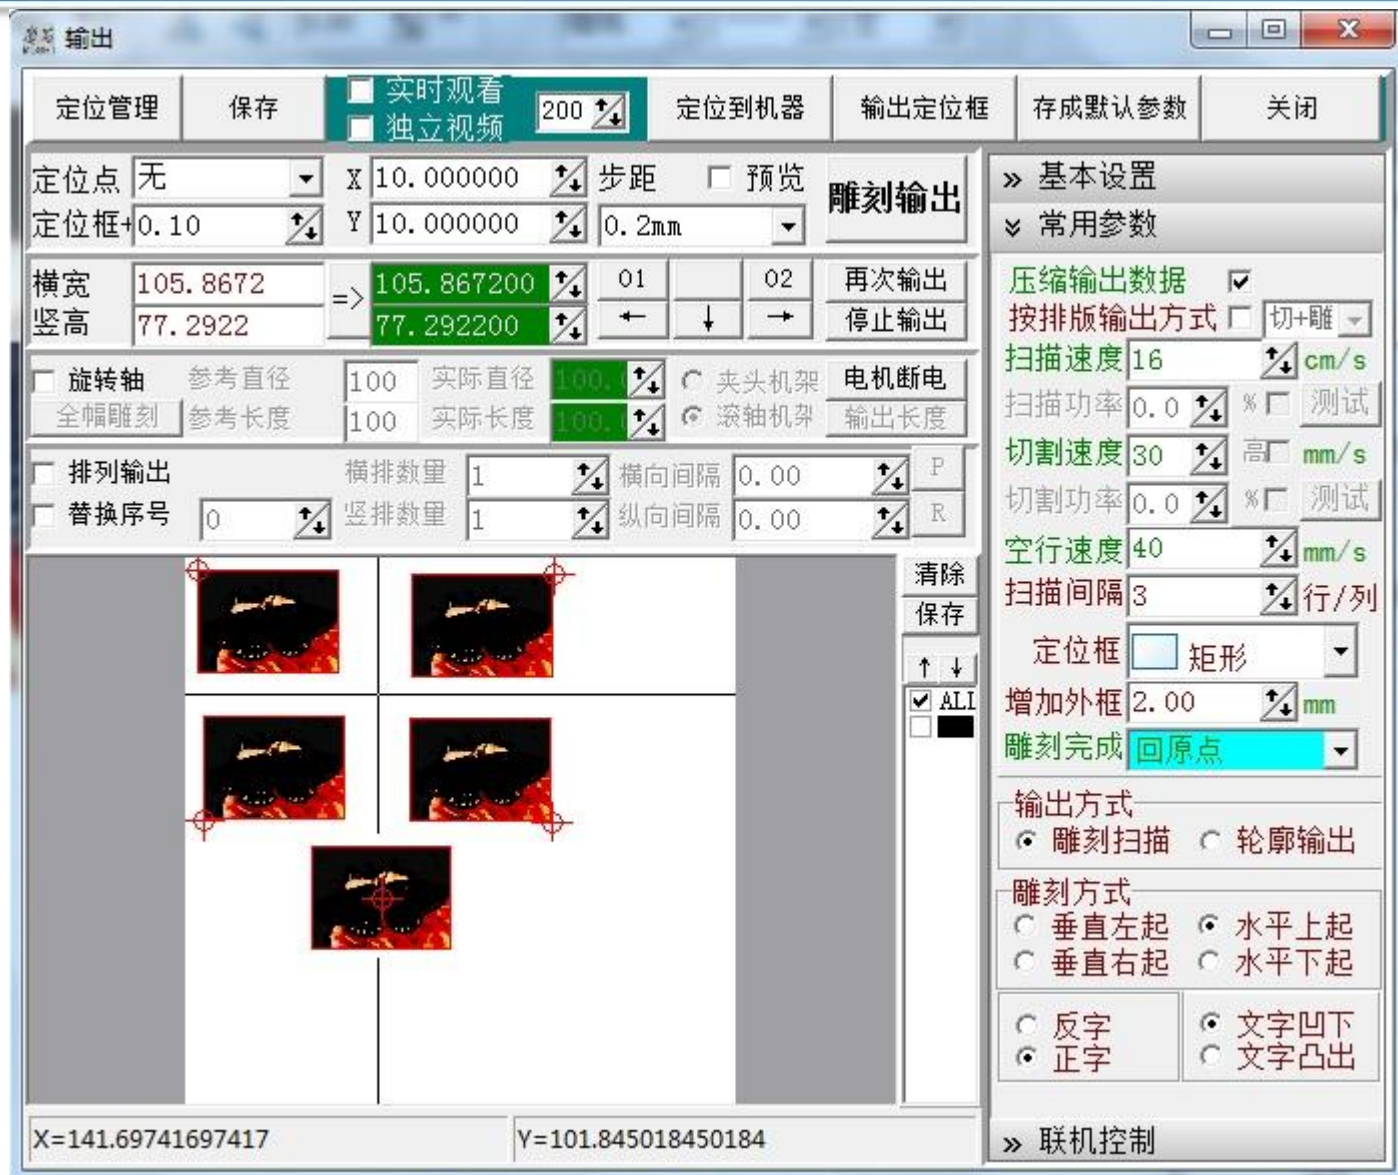 输出
定位管理 保存 实时观看 独立视频 200 定位到机器 输出定位框 存成默认参数 关闭
定位点 无 X 10.000000 步距 预览 雕刻输出
定位框+ 0.10 Y 10.000000 0.2mm
横宽 105.8672 => 105.867200 01 02 再次输出
竖高 77.2922 77.292200 ← ↓ → 停止输出
旋转轴 参考直径 100 实际直径 100. 夹头机架 电机断电
全幅雕刻 参考长度 100 实际长度 100. 滚轴机架 输出长度
排列输出 横排数量 1 横向间隔 0.00 P
替换序号 0 竖排数量 1 纵向间隔 0.00 R
清除
保存
↑ ↓
ALL
X=141.69741697417 Y=101.845018450184
» 基本设置
常用参数
压缩输出数据
按排版输出方式 切+雕
扫描速度 16 cm/s
扫描功率 0.0 % 测试
切割速度 30 高 mm/s
切割功率 0.0 % 测试
空行速度 40 mm/s
扫描间隔 3 行/列
定位框 矩形
增加外框 2.00 mm
雕刻完成 回原点
输出方式
雕刻扫描 轮廓输出
雕刻方式
垂直左起 水平上起
垂直右起 水平下起
反字 文字凹下
正字 文字凸出
» 联机控制